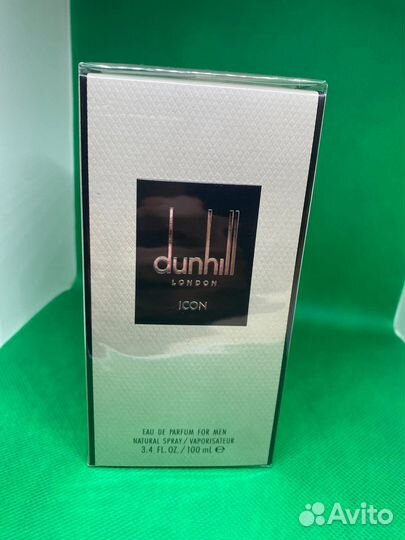 dunhill
LONDON
ICON
EAU DE PARFUM FOR MEN
NATURAL SPRAY/VAPORISATEUR
3.4 FL.OZ./100 mL ℮
Avito